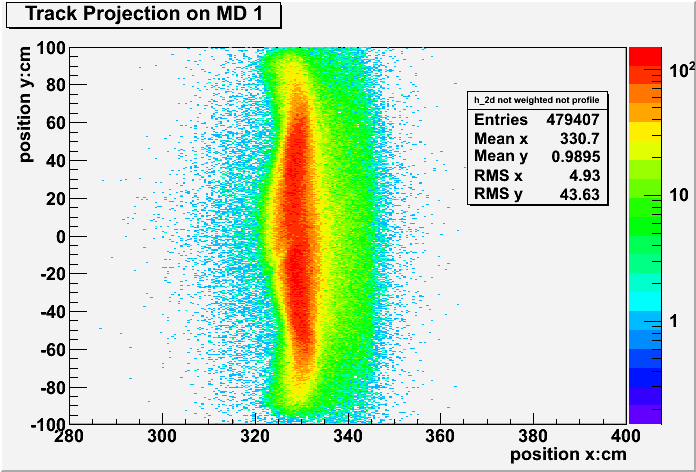 Track Projection on MD 1
position y:cm
100
80
60
40
20
0
-20
-40
-60
-80
-100
280
300
320
340
360
380
400
position x:cm
h_2d not weighted not profile
Entries 479407
Mean x 330.7
Mean y 0.9895
RMS x 4.93
RMS y 43.63
10²
10
1